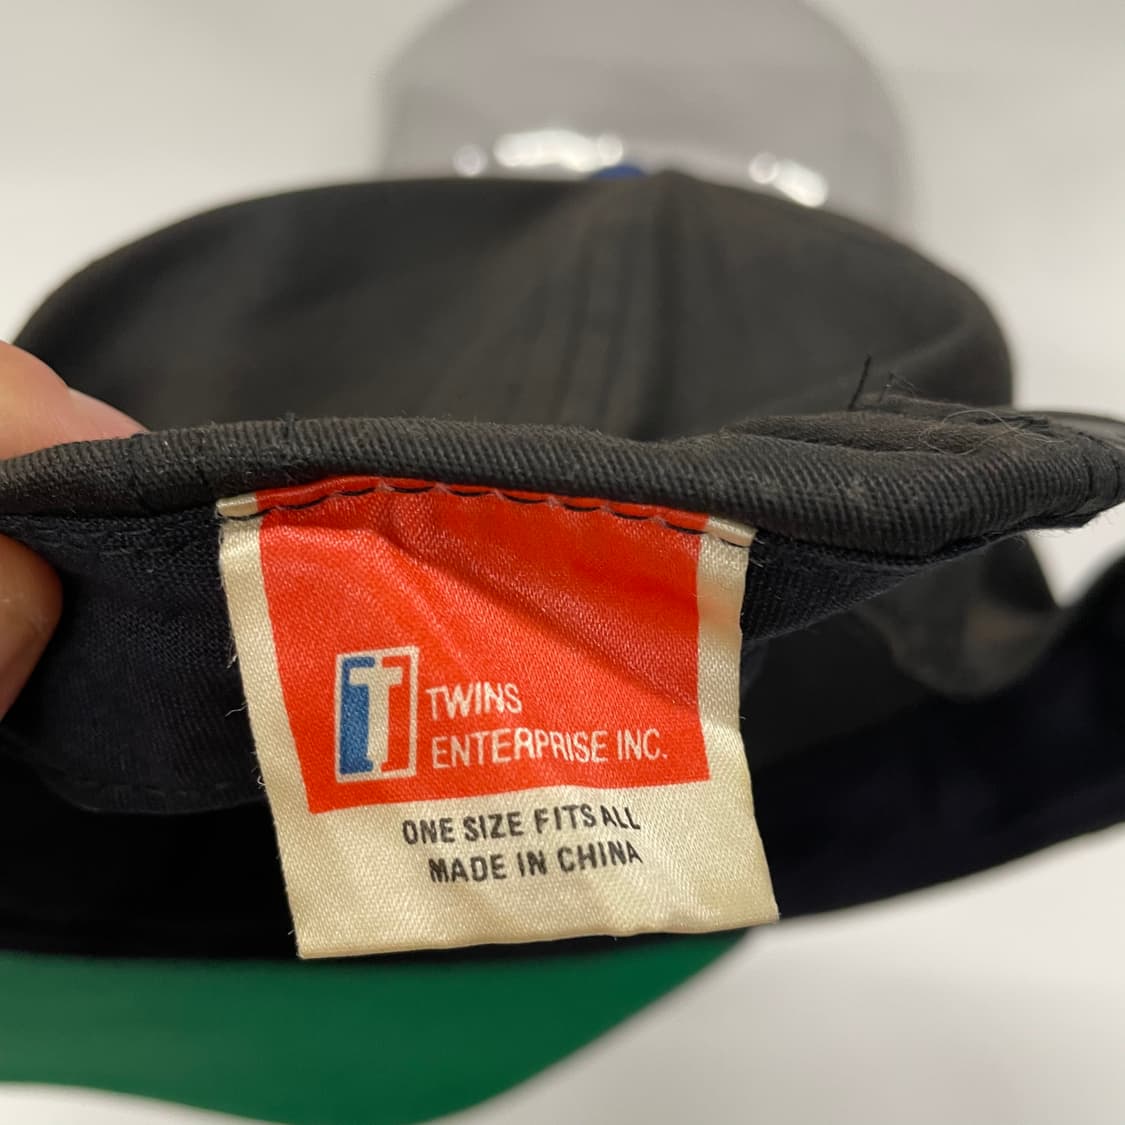 T
TWINS
ENTERPRISE INC.
ONE SIZE FITS ALL
MADE IN CHINA